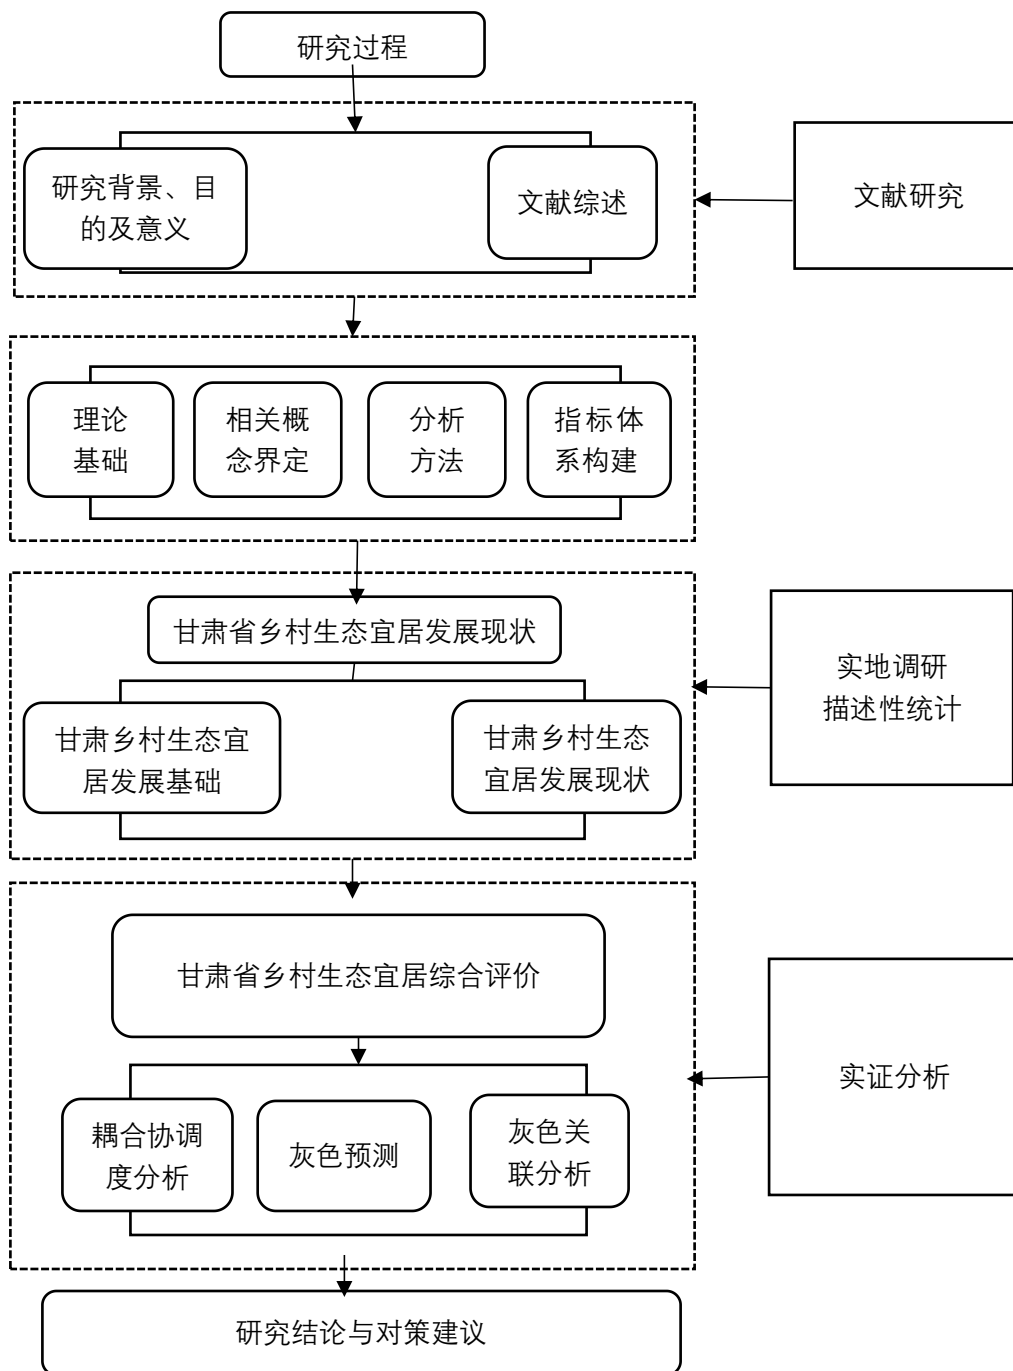 研究过程
研究背景、目
的及意义
文献综述
文献研究
理论
基础
相关概
念界定
分析
方法
指标体
系构建
甘肃省乡村生态宜居发展现状
实地调研
描述性统计
甘肃乡村生态宜
居发展基础
甘肃乡村生态
宜居发展现状
甘肃省乡村生态宜居综合评价
实证分析
耦合协调
度分析
灰色预测
灰色关
联分析
研究结论与对策建议